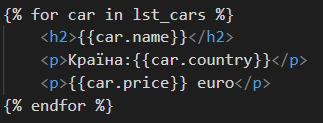 {% for car in lst_cars %}
<h2>{{car.name}}</h2>
<p>Країна:{{car.country}}</p>
<p>{{car.price}} euro</p>
{% endfor %}